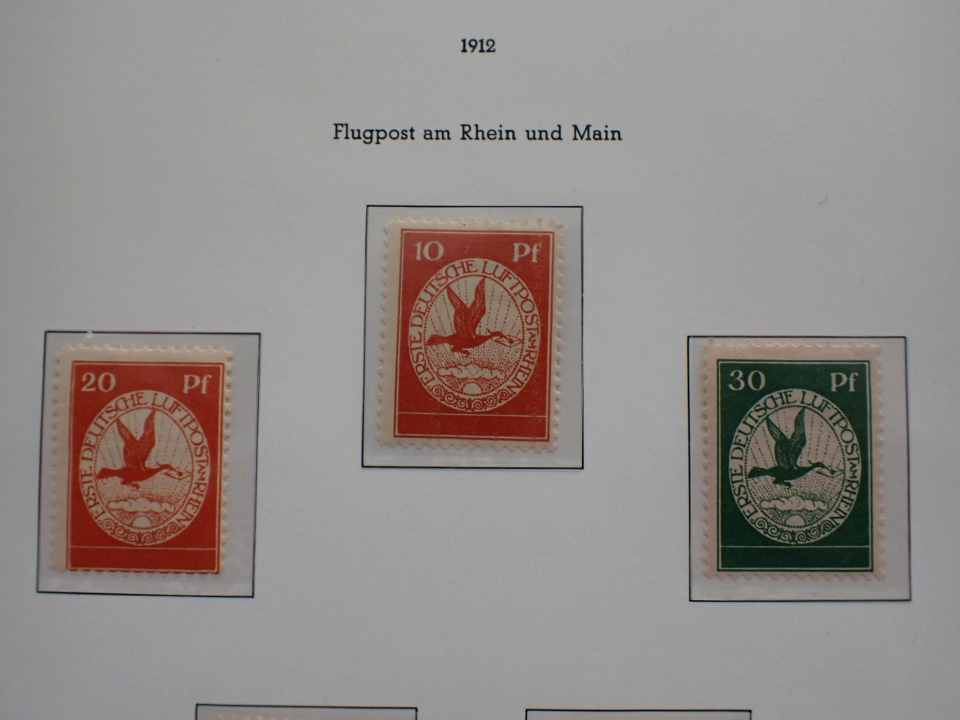 1912
Flugpost am Rhein und Main
10 Pf
ERSTE DEUTSCHE LUFTPOST AM RHEIN
20 Pf
ERSTE DEUTSCHE LUFTPOST AM RHEIN
30 Pf
ERSTE DEUTSCHE LUFTPOST AM RHEIN